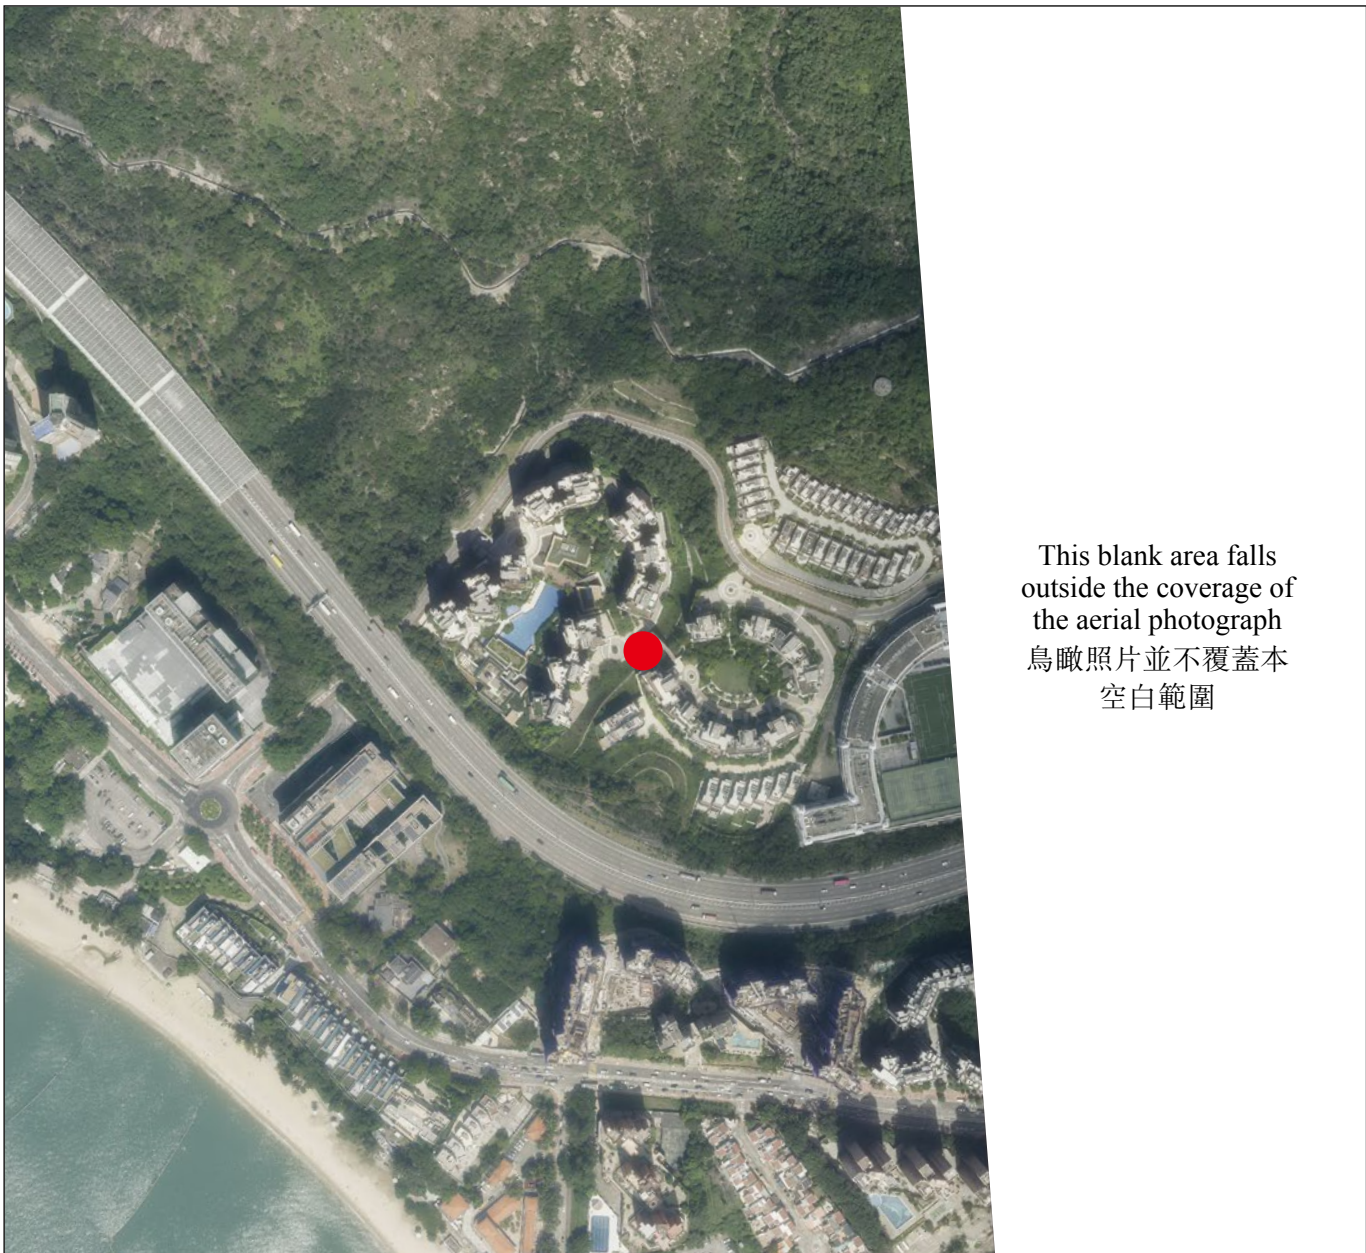 This blank area falls
outside the coverage of
the aerial photograph
鳥瞰照片並不覆蓋本
空白範圍